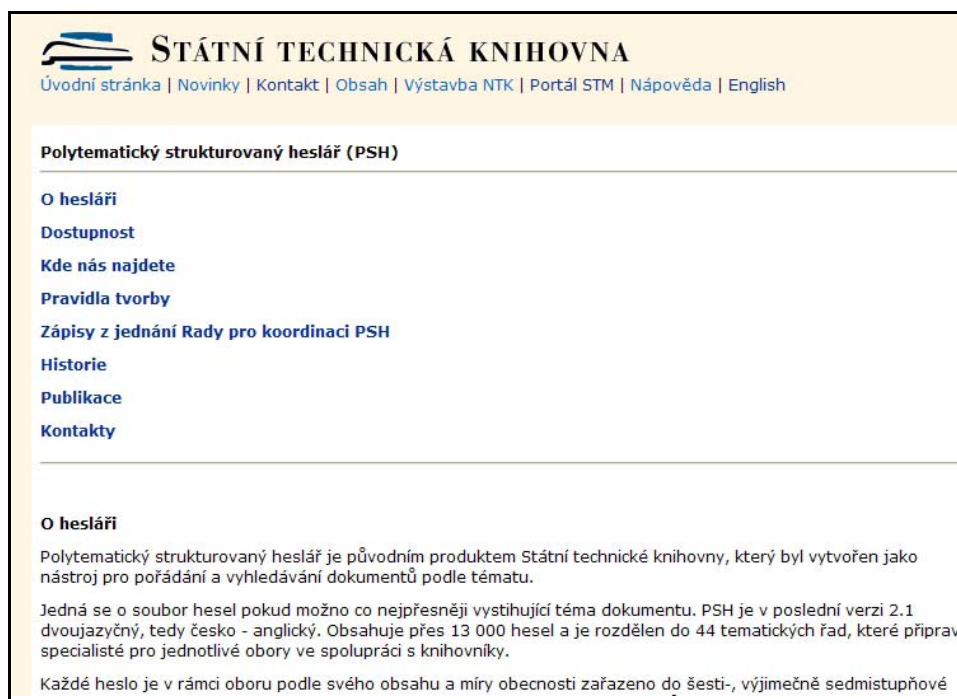 STÁTNÍ TECHNICKÁ KNIHOVNA
Úvodní stránka | Novinky | Kontakt | Obsah | Výstavba NTK | Portál STM | Nápověda | English
Polytematický strukturovaný heslář (PSH)
O hesláři
Dostupnost
Kde nás najdete
Pravidla tvorby
Zápisy z jednání Rady pro koordinaci PSH
Historie
Publikace
Kontakty
O hesláři
Polytematický strukturovaný heslář je původním produktem Státní technické knihovny, který byl vytvořen jako
nástroj pro pořádání a vyhledávání dokumentů podle tématu.
Jedná se o soubor hesel pokud možno co nejpřesněji vystihující téma dokumentu. PSH je v poslední verzi 2.1
dvoujazyčný, tedy česko - anglický. Obsahuje přes 13 000 hesel a je rozdělen do 44 tematických řad, které připrav
specialisté pro jednotlivé obory ve spolupráci s knihovníky.
Každé heslo je v rámci oboru podle svého obsahu a míry obecnosti zařazeno do šesti-, výjimečně sedmistupňové